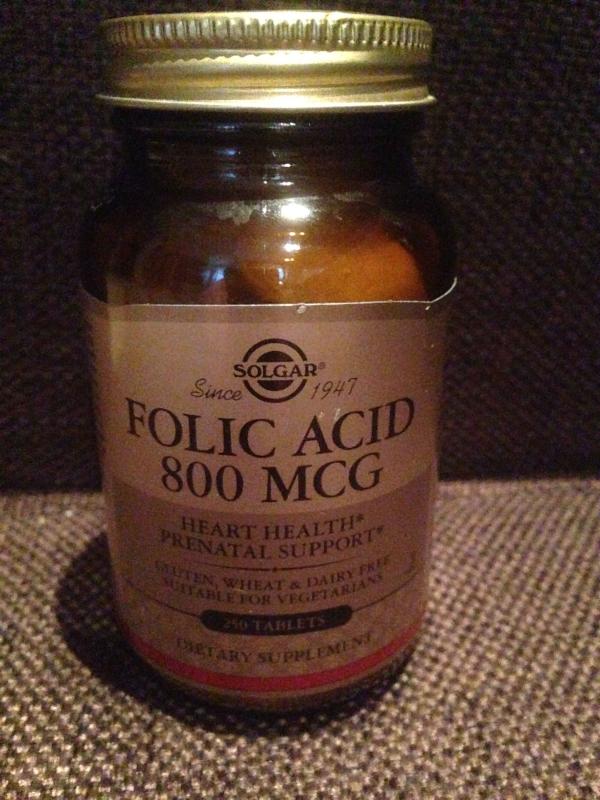 SOLGAR®
Since 1947
FOLIC ACID
800 MCG
HEART HEALTH*
PRENATAL SUPPORT*
GLUTEN, WHEAT & DAIRY FREE
SUITABLE FOR VEGETARIANS
250 TABLETS
DIETARY SUPPLEMENT